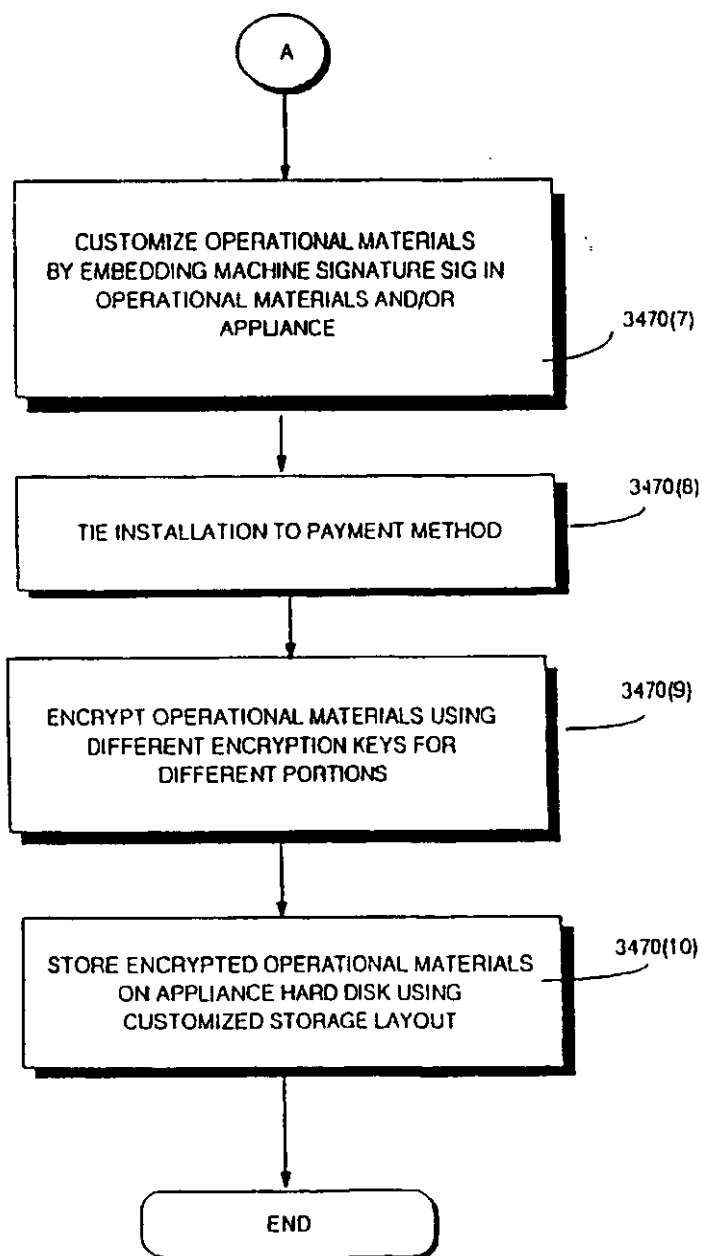 A
CUSTOMIZE OPERATIONAL MATERIALS
BY EMBEDDING MACHINE SIGNATURE SIG IN
OPERATIONAL MATERIALS AND/OR
APPLIANCE
3470(7)
3470(8)
TIE INSTALLATION TO PAYMENT METHOD
3470(9)
ENCRYPT OPERATIONAL MATERIALS USING
DIFFERENT ENCRYPTION KEYS FOR
DIFFERENT PORTIONS
3470(10)
STORE ENCRYPTED OPERATIONAL MATERIALS
ON APPLIANCE HARD DISK USING
CUSTOMIZED STORAGE LAYOUT
END